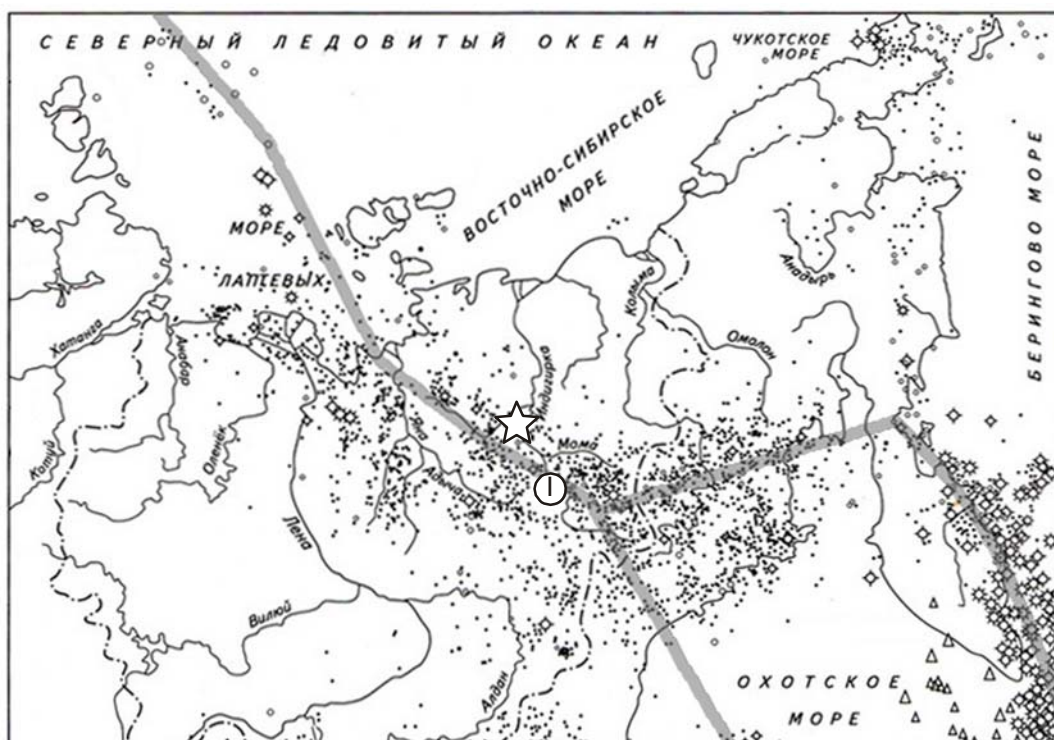 СЕВЕРНЫЙ ЛЕДОВИТЫЙ ОКЕАН
ЧУКОТСКОЕ
МОРЕ
ВОСТОЧНО-СИБИРСКОЕ
МОРЕ
БЕРИНГОВО МОРЕ
МОРЕ
ЛАПТЕВЫХ
Анадырь
Колыма
Хатанга
Анабар
Омолон
Индигирка
Яна
Мома
Котуй
Оленёк
Адыча
I
Лена
Вилюй
Алдан
ОХОТСКОЕ
МОРЕ